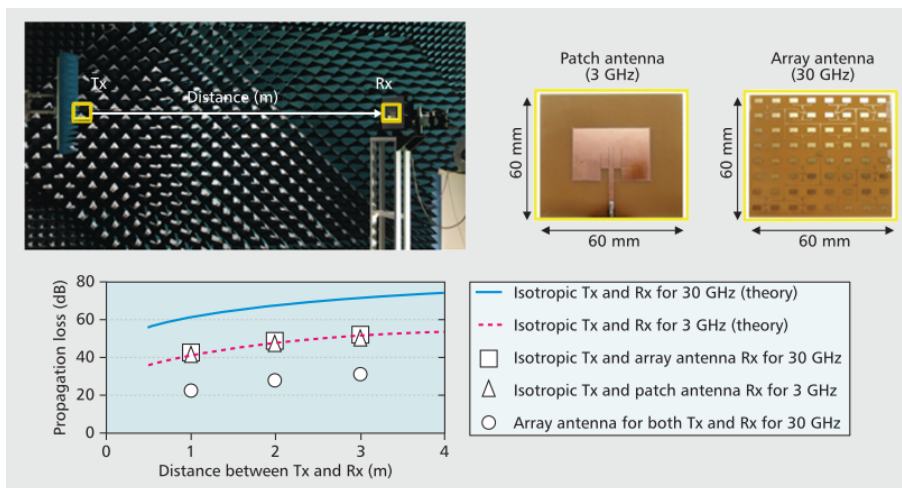 Tx
Rx
Distance (m)
Patch antenna
(3 GHz)
Array antenna
(30 GHz)
60 mm
60 mm
60 mm
60 mm
80
60
40
20
0
Propagation loss (dB)
0
1
2
3
4
Distance between Tx and Rx (m)
Isotropic Tx and Rx for 30 GHz (theory)
Isotropic Tx and Rx for 3 GHz (theory)
Isotropic Tx and array antenna Rx for 30 GHz
Isotropic Tx and patch antenna Rx for 3 GHz
Array antenna for both Tx and Rx for 30 GHz